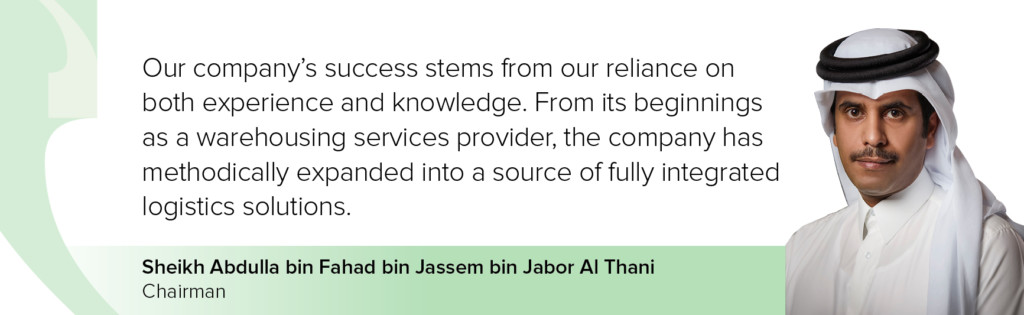 Our company’s success stems from our reliance on
both experience and knowledge. From its beginnings
as a warehousing services provider, the company has
methodically expanded into a source of fully integrated
logistics solutions.
Sheikh Abdulla bin Fahad bin Jassem bin Jabor Al Thani
Chairman